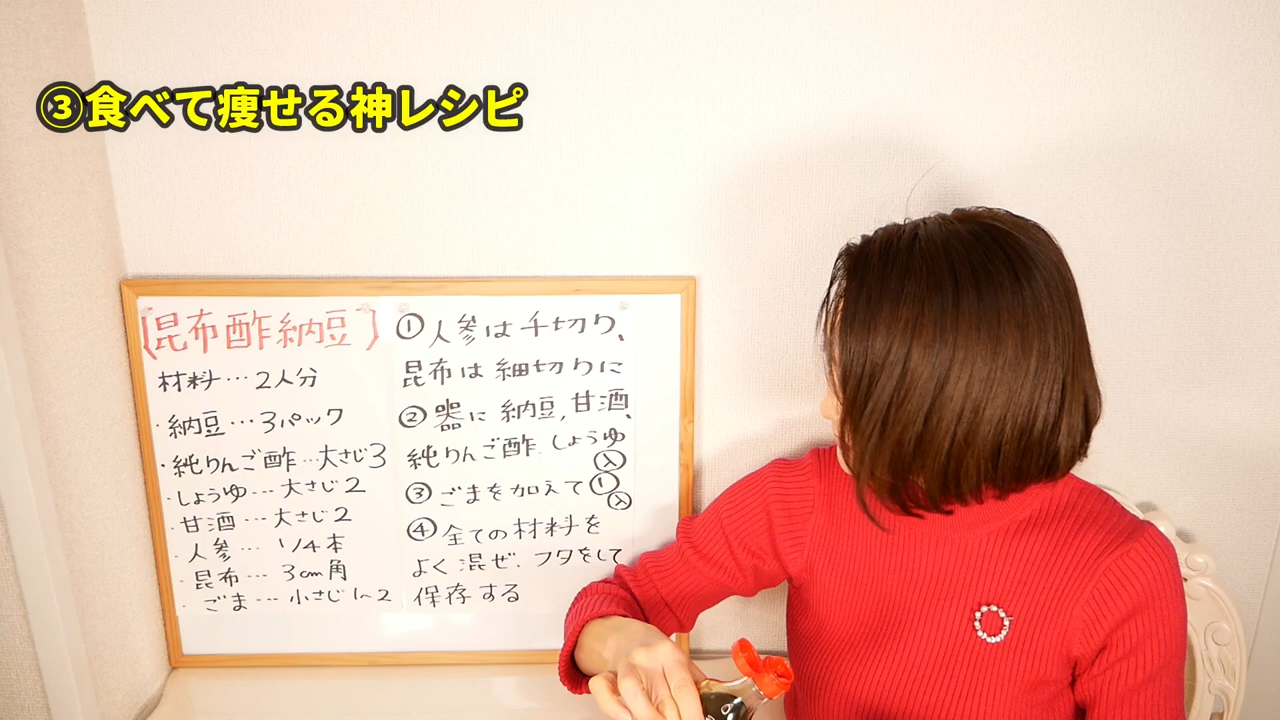 ③食べて痩せる神レシピ
〔昆布酢納豆〕
材料…2人分
・納豆…3パック
・純りんご酢…大さじ3
・しょうゆ…大さじ2
・甘酒…大さじ2
・人参…1/4本
・昆布…3cm角
・ごま…小さじ1~2
①人参は千切り、
昆布は細切りに
②器に納豆,甘酒、
純りんご酢.しょうゆ
入
③ごまを加えて①
入
④全ての材料を
よく混ぜ.フタをして
保存する